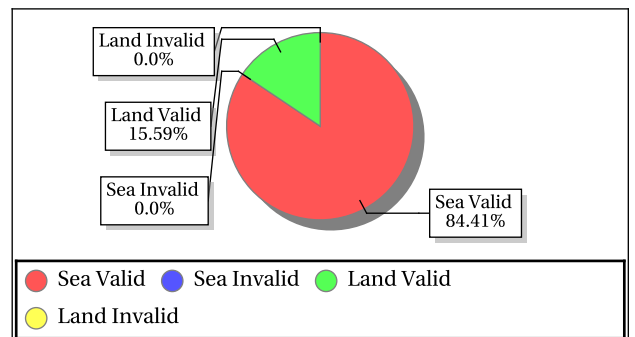 Land Invalid
0.0%
Land Valid
15.59%
Sea Invalid
0.0%
Sea Valid
84.41%
Sea Valid
Sea Invalid
Land Valid
Land Invalid